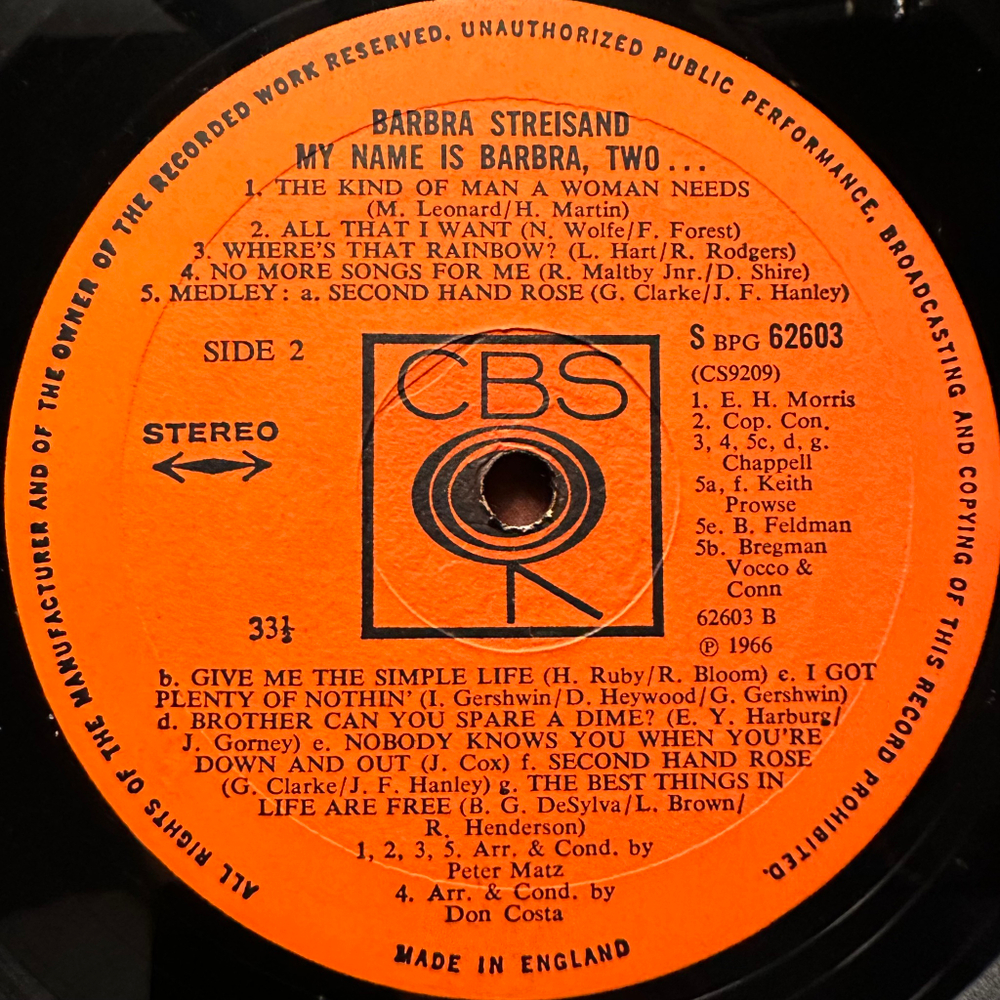 ALL RIGHTS OF THE MANUFACTURER AND OF THE OWNER OF THE RECORDED WORK RESERVED. UNAUTHORIZED PUBLIC PERFORMANCE, BROADCASTING AND COPYING OF THIS RECORD PROHIBITED.
BARBRA STREISAND
MY NAME IS BARBRA, TWO ...
1. THE KIND OF MAN A WOMAN NEEDS
(M. Leonard/H. Martin)
2. ALL THAT I WANT (N. Wolfe/F. Forest)
3. WHERE'S THAT RAINBOW? (L. Hart/R. Rodgers)
4. NO MORE SONGS FOR ME (R. Maltby Jnr./D. Shire)
5. MEDLEY: a. SECOND HAND ROSE (G. Clarke/J. F. Hanley)
SIDE 2
STEREO
33⅓
CBS
S BPG 62603
(CS9209)
1. E. H. Morris
2. Cop. Con.
3, 4, 5c, d, g.
Chappell
5a, f. Keith
Prowse
5e. B. Feldman
5b. Bregman
Vocco &
Conn
62603 B
℗ 1966
b. GIVE ME THE SIMPLE LIFE (H. Ruby/R. Bloom) c. I GOT
PLENTY OF NOTHIN' (I. Gershwin/D. Heywood/G. Gershwin)
d. BROTHER CAN YOU SPARE A DIME? (E. Y. Harburg/
J. Gorney) e. NOBODY KNOWS YOU WHEN YOU'RE
DOWN AND OUT (J. Cox) f. SECOND HAND ROSE
(G. Clarke/J. F. Hanley) g. THE BEST THINGS IN
LIFE ARE FREE (B. G. DeSylva/L. Brown/
R. Henderson)
1, 2, 3, 5. Arr. & Cond. by
Peter Matz
4. Arr. & Cond. by
Don Costa
MADE IN ENGLAND